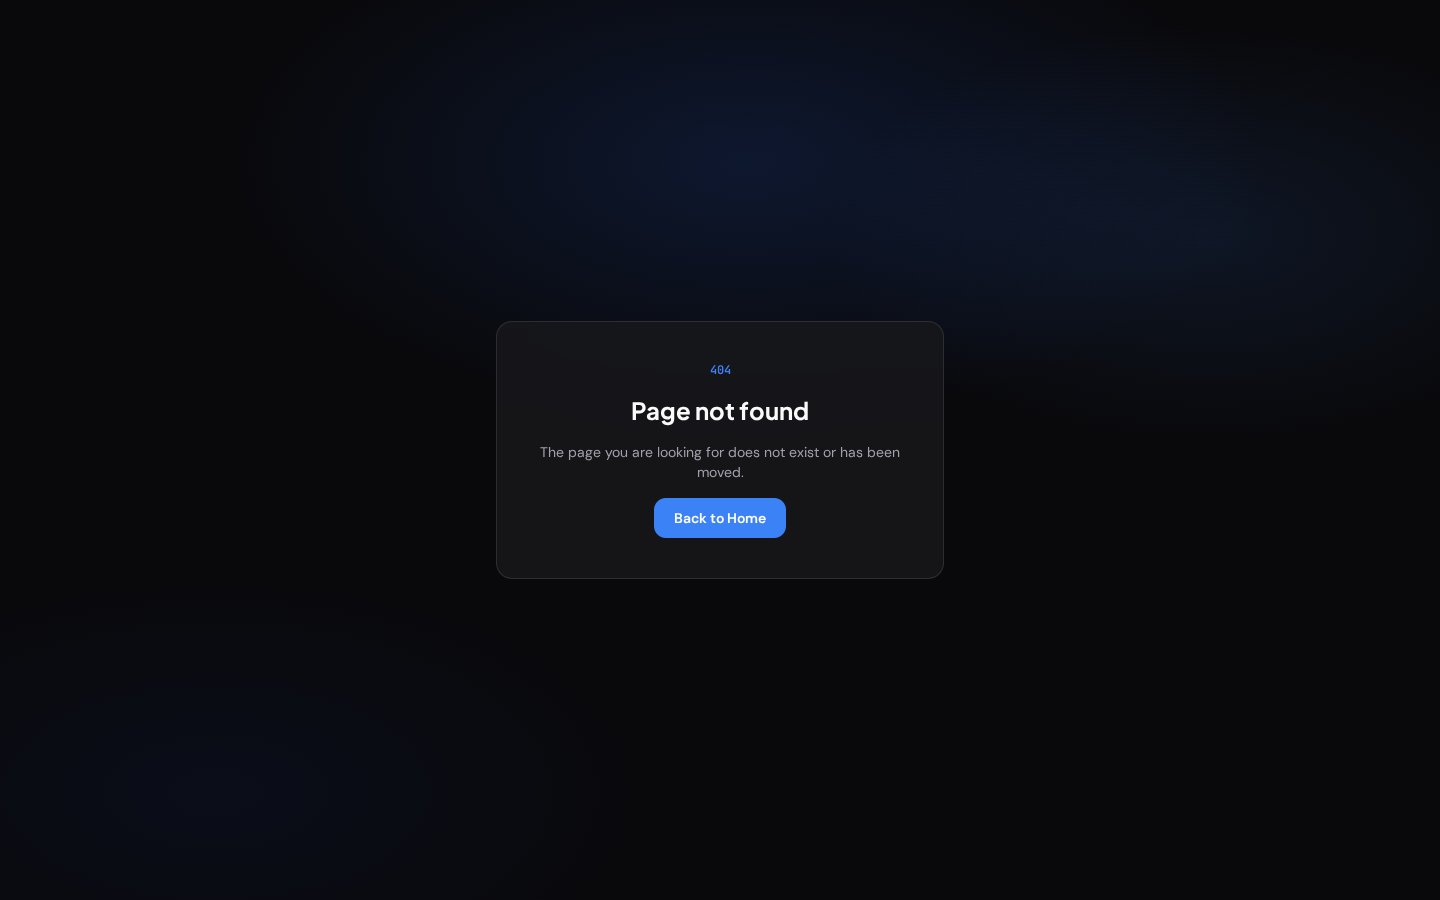 404
Page not found
The page you are looking for does not exist or has been
moved.
Back to Home